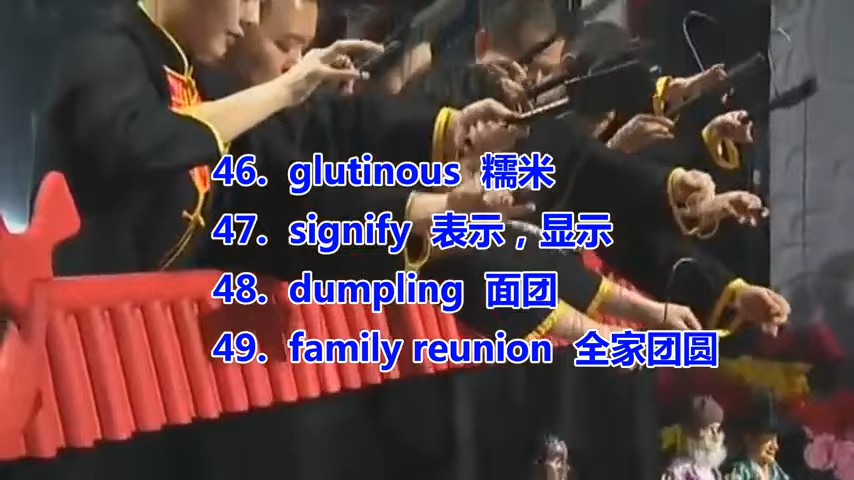 46. glutinous 糯米
47. signify 表示，显示
48. dumpling 面团
49. family reunion 全家团圆